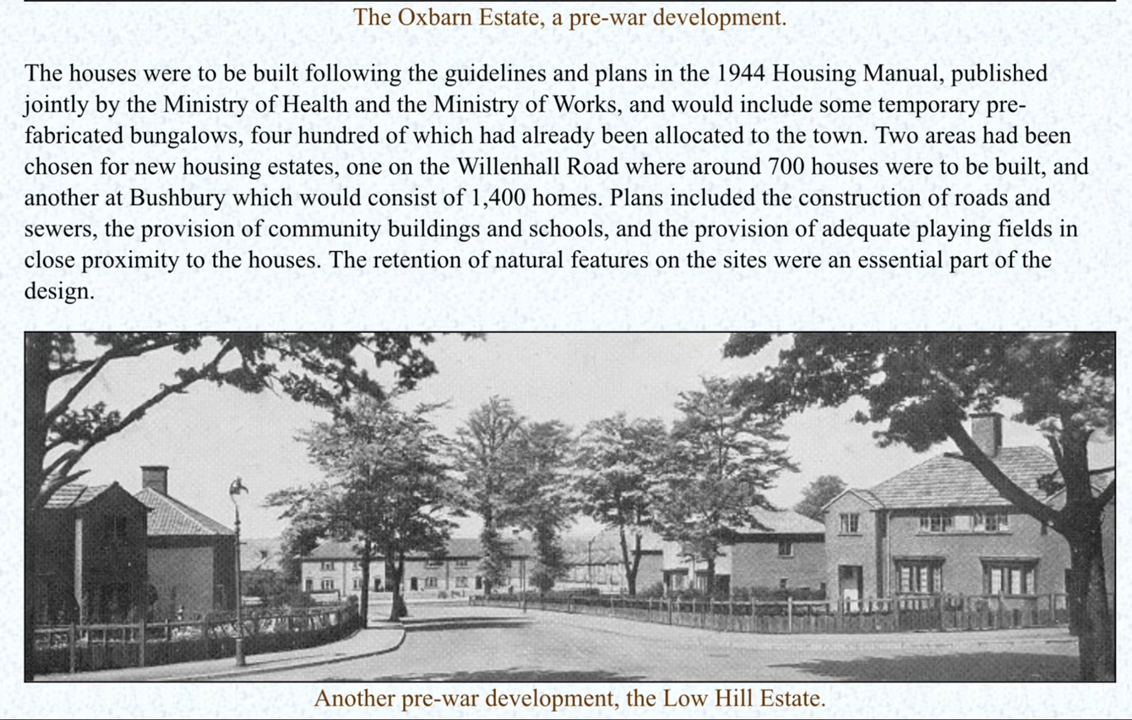 The Oxbarn Estate, a pre-war development.
The houses were to be built following the guidelines and plans in the 1944 Housing Manual, published
jointly by the Ministry of Health and the Ministry of Works, and would include some temporary pre-
fabricated bungalows, four hundred of which had already been allocated to the town. Two areas had been
chosen for new housing estates, one on the Willenhall Road where around 700 houses were to be built, and
another at Bushbury which would consist of 1,400 homes. Plans included the construction of roads and
sewers, the provision of community buildings and schools, and the provision of adequate playing fields in
close proximity to the houses. The retention of natural features on the sites were an essential part of the
design.
Another pre-war development, the Low Hill Estate.